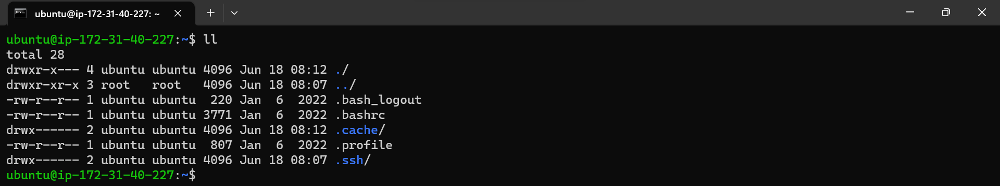 ubuntu@ip-172-31-40-227: ~
ubuntu@ip-172-31-40-227:~$ ll
total 28
drwxr-x--- 4 ubuntu ubuntu 4096 Jun 18 08:12 ./
drwxr-xr-x 3 root   root   4096 Jun 18 08:07 ../
-rw-r--r-- 1 ubuntu ubuntu  220 Jan  6  2022 .bash_logout
-rw-r--r-- 1 ubuntu ubuntu 3771 Jan  6  2022 .bashrc
drwx------ 2 ubuntu ubuntu 4096 Jun 18 08:12 .cache/
-rw-r--r-- 1 ubuntu ubuntu  807 Jan  6  2022 .profile
drwx------ 2 ubuntu ubuntu 4096 Jun 18 08:07 .ssh/
ubuntu@ip-172-31-40-227:~$